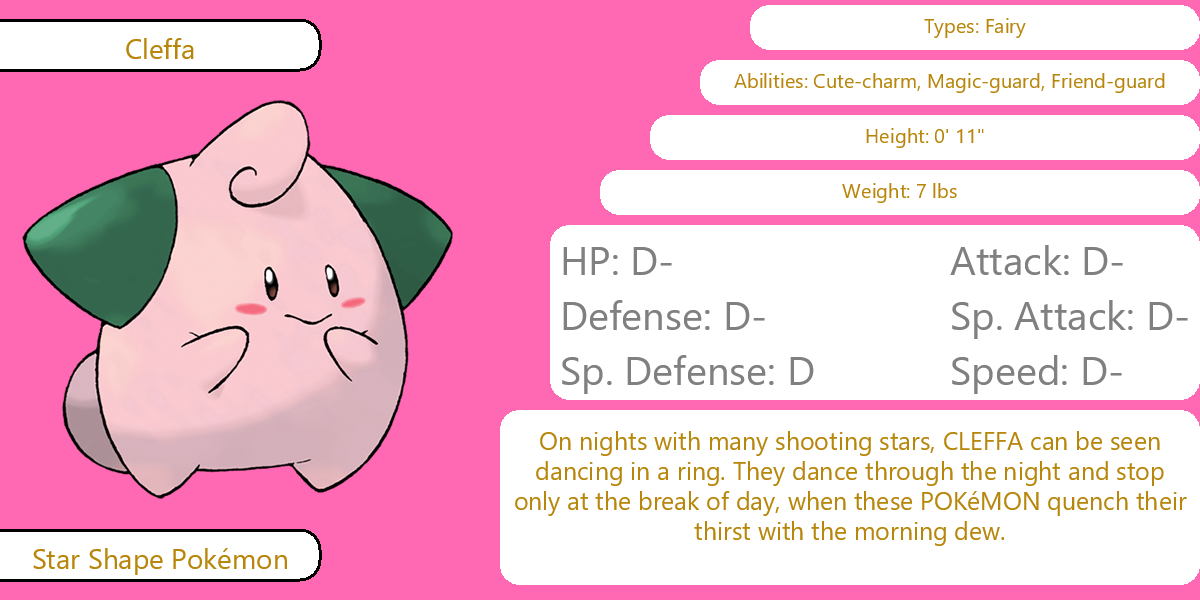 Cleffa
Types: Fairy
Abilities: Cute-charm, Magic-guard, Friend-guard
Height: 0' 11"
Weight: 7 lbs
HP: D-
Attack: D-
Defense: D-
Sp. Attack: D-
Sp. Defense: D
Speed: D-
On nights with many shooting stars, CLEFFA can be seen
dancing in a ring. They dance through the night and stop
only at the break of day, when these POKéMON quench their
thirst with the morning dew.
Star Shape Pokémon